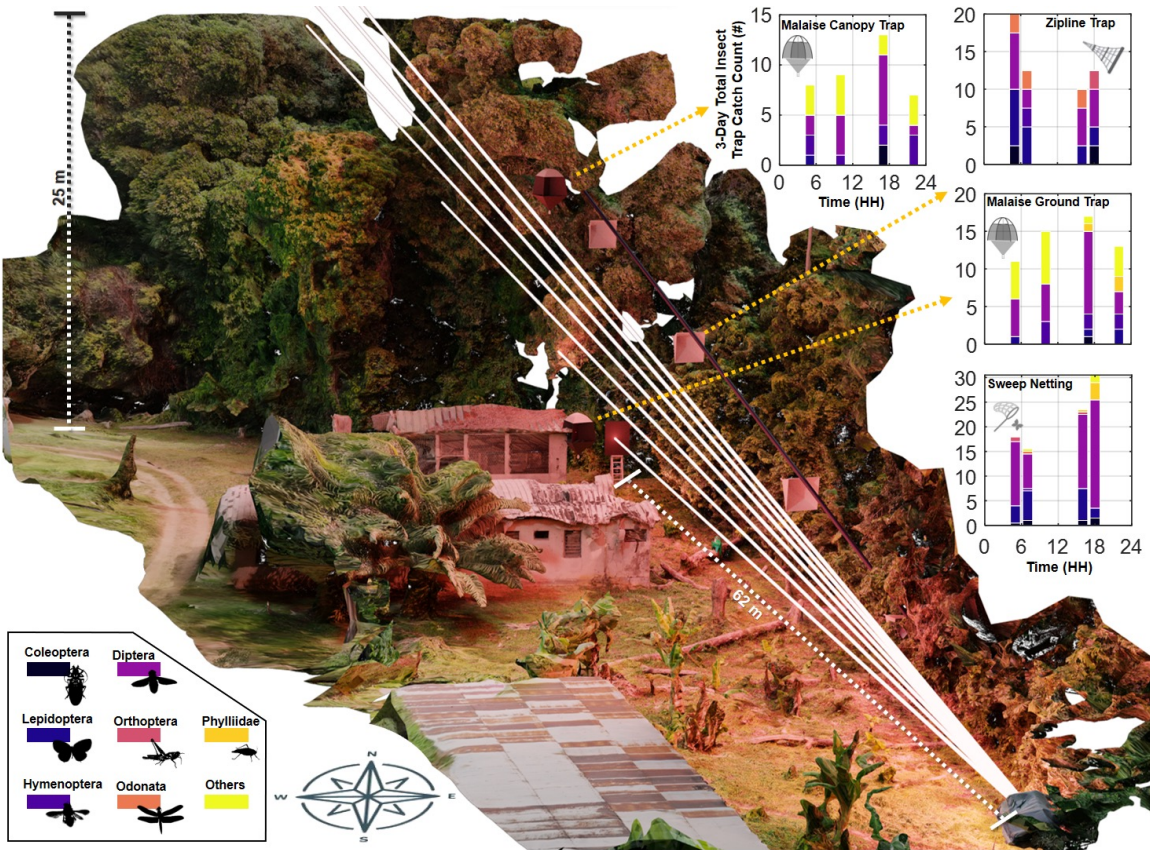 25 m
62 m
3-Day Total Insect
Trap Catch Count (#)
15
10
5
0
Malaise Canopy Trap
0 6 12 18 24
Time (HH)
20
15
10
5
0
Zipline Trap
20
15
10
5
0
Malaise Ground Trap
30
25
20
15
10
5
0
Sweep Netting
0 6 12 18 24
Time (HH)
Coleoptera
Diptera
Lepidoptera
Orthoptera
Phylliidae
Hymenoptera
Odonata
Others
N
W
E
S